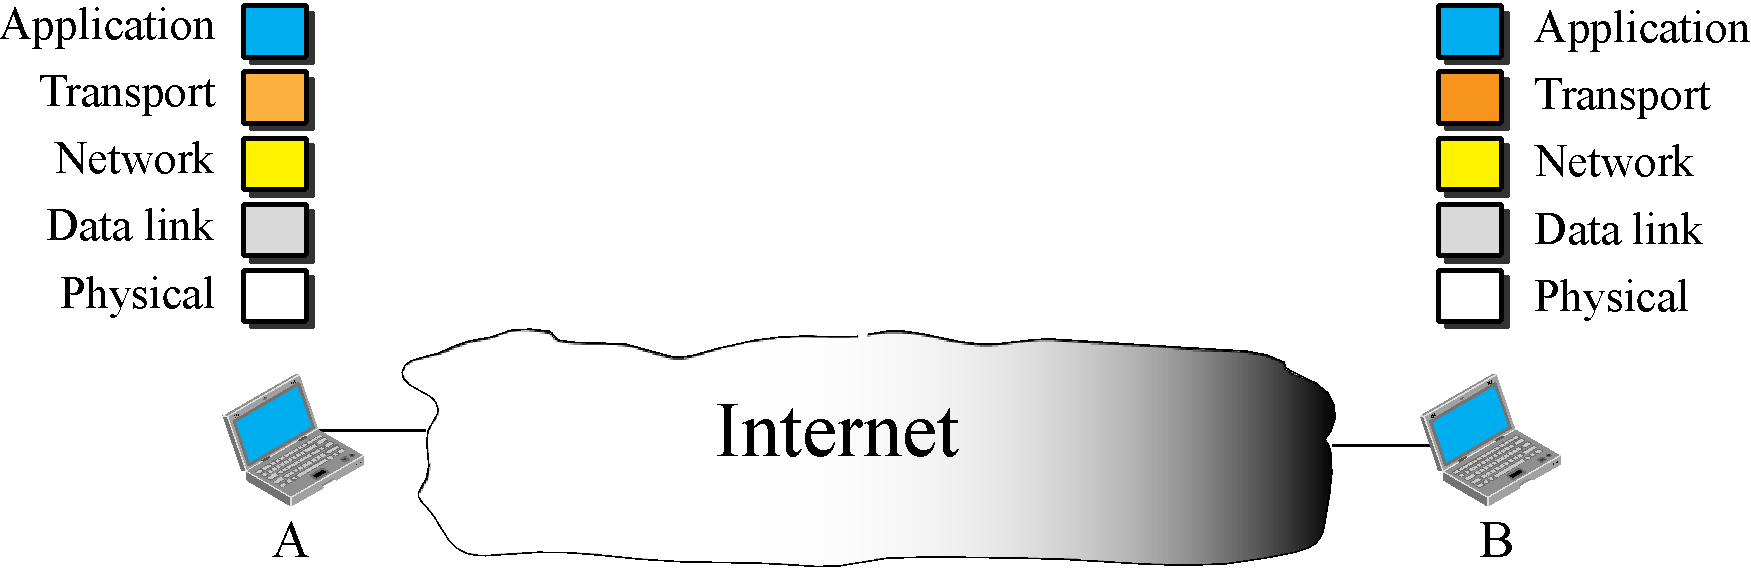 Application
Transport
Network
Data link
Physical
Application
Transport
Network
Data link
Physical
Internet
A
B